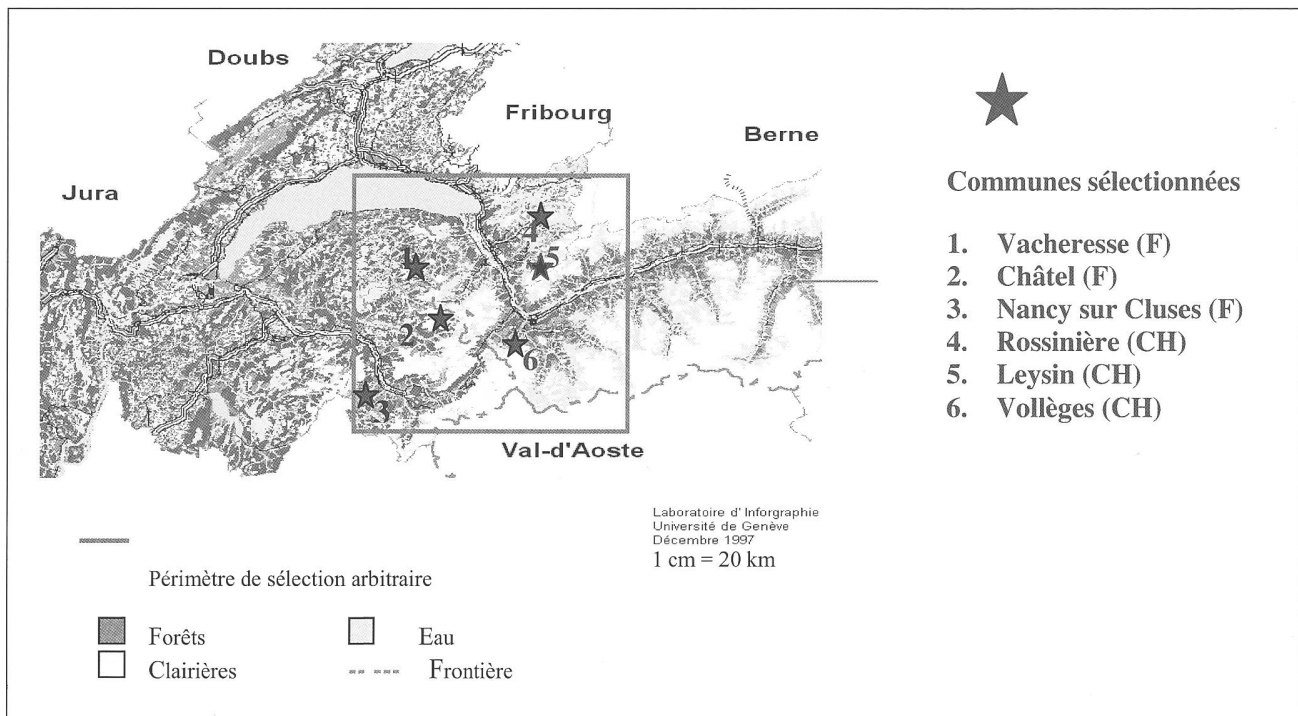 Doubs
Fribourg
Berne
Jura
1
2
3
4
5
6
Val-d'Aoste
Laboratoire d' Inforgraphie
Université de Genève
Décembre 1997
1 cm = 20 km
Périmètre de sélection arbitraire
Forêts
Eau
Clairières
Frontière
Communes sélectionnées
1. Vacheresse (F)
2. Châtel (F)
3. Nancy sur Cluses (F)
4. Rossinière (CH)
5. Leysin (CH)
6. Vollèges (CH)